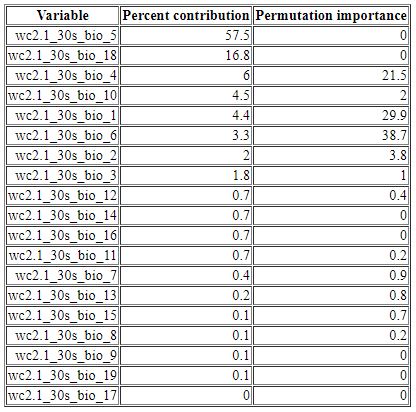 Variable Percent contribution Permutation importance
wc2.1_30s_bio_5 57.5 0
wc2.1_30s_bio_18 16.8 0
wc2.1_30s_bio_4 6 21.5
wc2.1_30s_bio_10 4.5 2
wc2.1_30s_bio_1 4.4 29.9
wc2.1_30s_bio_6 3.3 38.7
wc2.1_30s_bio_2 2 3.8
wc2.1_30s_bio_3 1.8 1
wc2.1_30s_bio_12 0.7 0.4
wc2.1_30s_bio_14 0.7 0
wc2.1_30s_bio_16 0.7 0
wc2.1_30s_bio_11 0.7 0.2
wc2.1_30s_bio_7 0.4 0.9
wc2.1_30s_bio_13 0.2 0.8
wc2.1_30s_bio_15 0.1 0.7
wc2.1_30s_bio_8 0.1 0.2
wc2.1_30s_bio_9 0.1 0
wc2.1_30s_bio_19 0.1 0
wc2.1_30s_bio_17 0 0